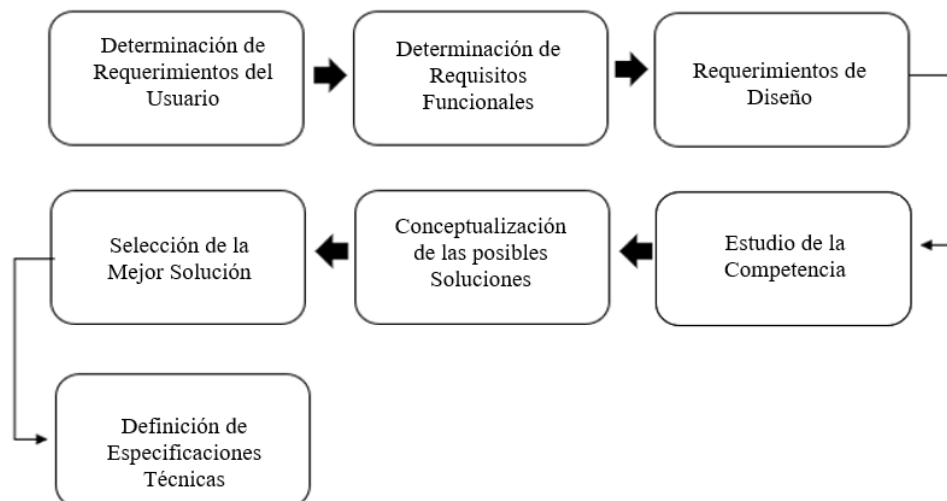 Determinación de
Requerimientos del
Usuario
Determinación de
Requisitos
Funcionales
Requerimientos de
Diseño
Estudio de la
Competencia
Conceptualización
de las posibles
Soluciones
Selección de la
Mejor Solución
Definición de
Especificaciones
Técnicas